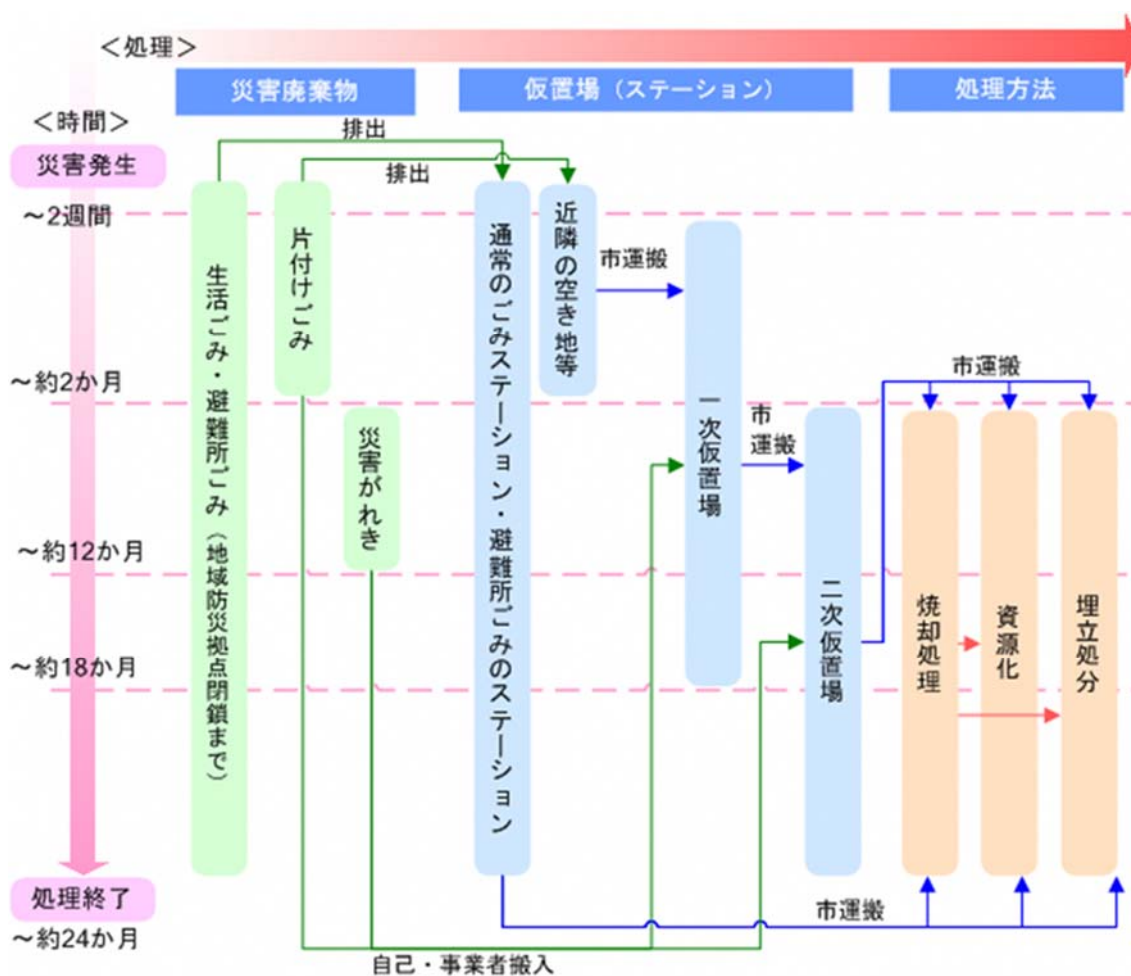 ＜処理＞
災害廃棄物
仮置場（ステーション）
処理方法
＜時間＞
災害発生
排出
排出
～2週間
生活ごみ・避難所ごみ（地域防災拠点閉鎖まで）
片付けごみ
通常のごみステーション・避難所ごみのステーション
近隣の空き地等
市運搬
～約2か月
災害がれき
一次仮置場
市
運搬
市運搬
～約12か月
二次仮置場
焼却処理
資源化
埋立処分
～約18か月
処理終了
～約24か月
市運搬
自己・事業者搬入